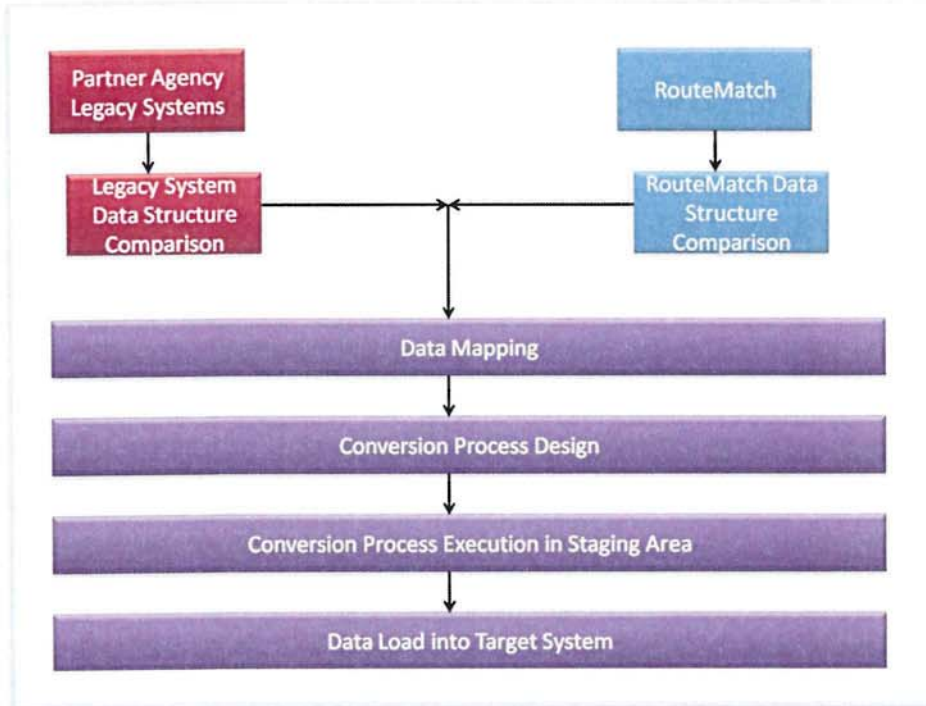 Partner Agency
Legacy Systems
RouteMatch
Legacy System
Data Structure
Comparison
RouteMatch Data
Structure
Comparison
Data Mapping
Conversion Process Design
Conversion Process Execution in Staging Area
Data Load into Target System